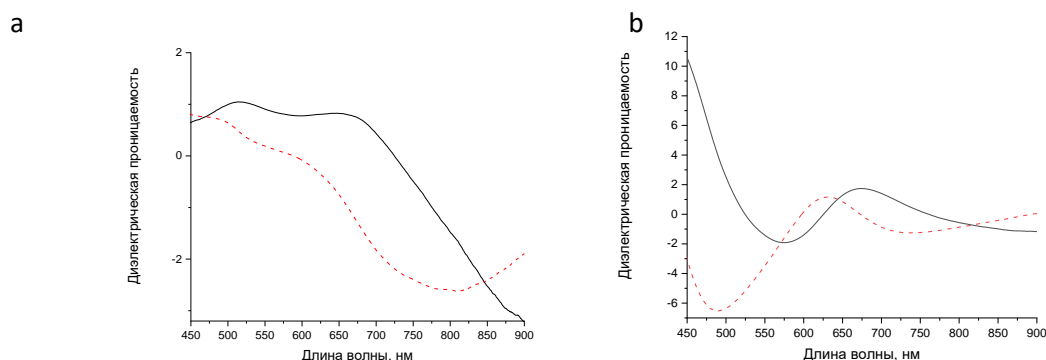 a
Диэлектрическая проницаемость
2
0
-2
450 500 550 600 650 700 750 800 850 900
Длина волны, нм
b
Диэлектрическая проницаемость
12
10
8
6
4
2
0
-2
-4
-6
450 500 550 600 650 700 750 800 850 900
Длина волны, нм